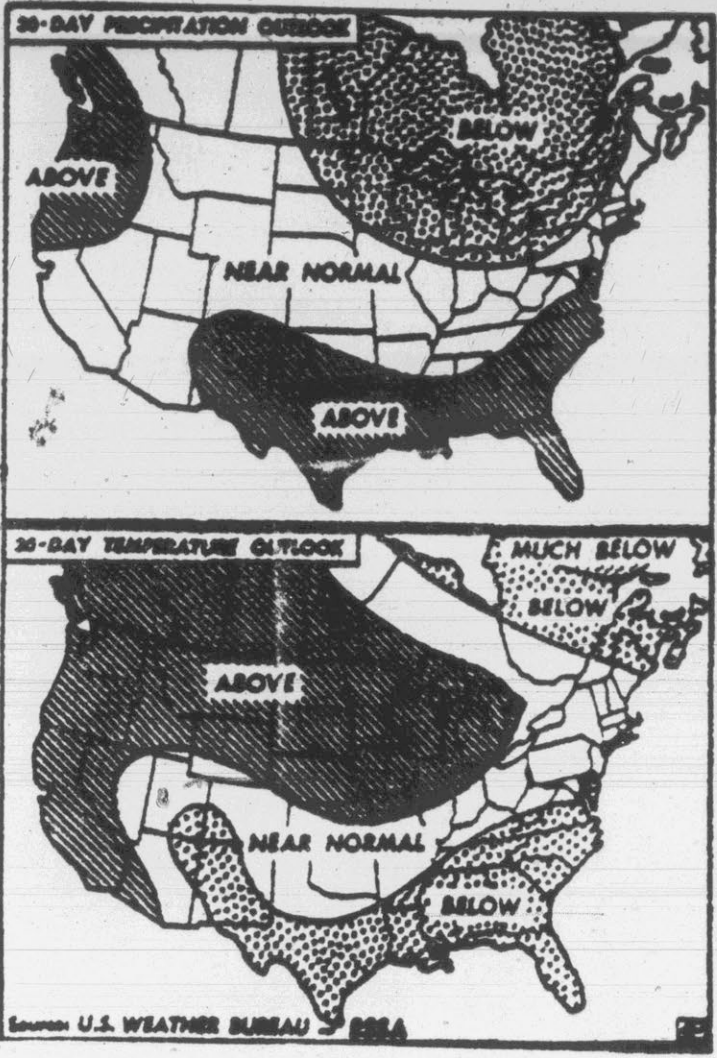 30-DAY PRECIPITATION OUTLOOK
BELOW
ABOVE
NEAR NORMAL
ABOVE
30-DAY TEMPERATURE OUTLOOK
MUCH BELOW
BELOW
ABOVE
NEAR NORMAL
BELOW
Source: U.S. WEATHER BUREAU - ESSA